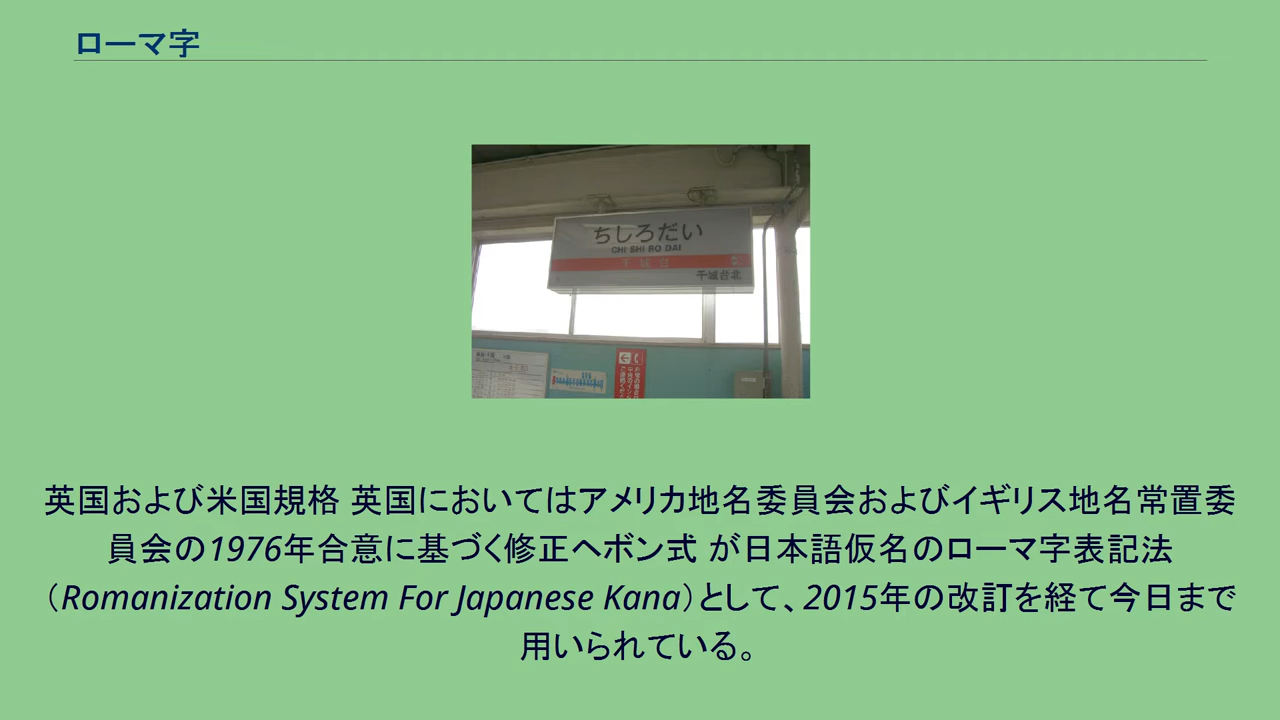 ローマ字
ちしろだい
CHI SHI RO DAI
千城台
千城台北
英国および米国規格 英国においてはアメリカ地名委員会およびイギリス地名常置委
員会の1976年合意に基づく修正ヘボン式 が日本語仮名のローマ字表記法
（Romanization System For Japanese Kana）として、2015年の改訂を経て今日まで
用いられている。